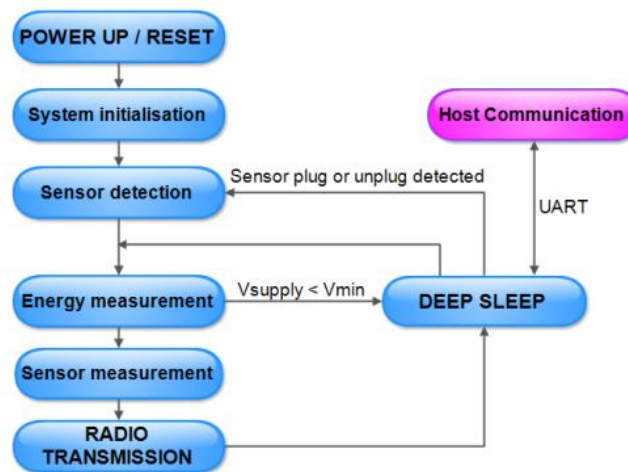 POWER UP / RESET
System initialisation
Host Communication
Sensor plug or unplug detected
Sensor detection
UART
Vsupply < Vmin
Energy measurement
DEEP SLEEP
Sensor measurement
RADIO
TRANSMISSION